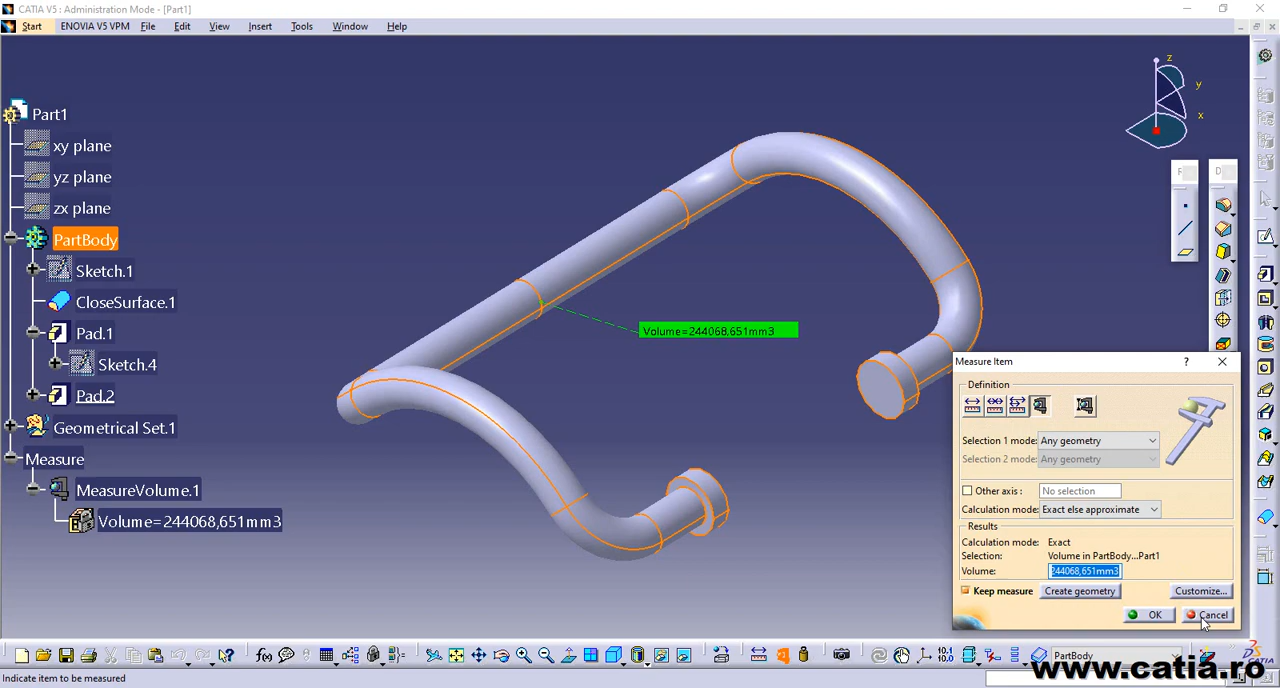 CATIA V5 - Administration Mode - [Part1]
Start ENOVIA V5 VPM File Edit View Insert Tools Window Help
Part1
xy plane
yz plane
zx plane
PartBody
Sketch.1
CloseSurface.1
Pad.1
Sketch.4
Pad.2
Geometrical Set.1
Measure
MeasureVolume.1
Volume=244068,651mm3
Volume=244068,651mm3
z
y
x
F
D
Measure Item
?
Definition
Selection 1 mode: Any geometry
Selection 2 mode: Any geometry
Other axis : No selection
Calculation mode: Exact else approximate
Results
Calculation mode: Exact
Selection: Volume in PartBody...Part1
Volume: 244068,651mm3
Keep measure Create geometry Customize...
OK Cancel
f(x)
10.1
10,0
PartBody
www.catia.ro
Indicate item to be measured